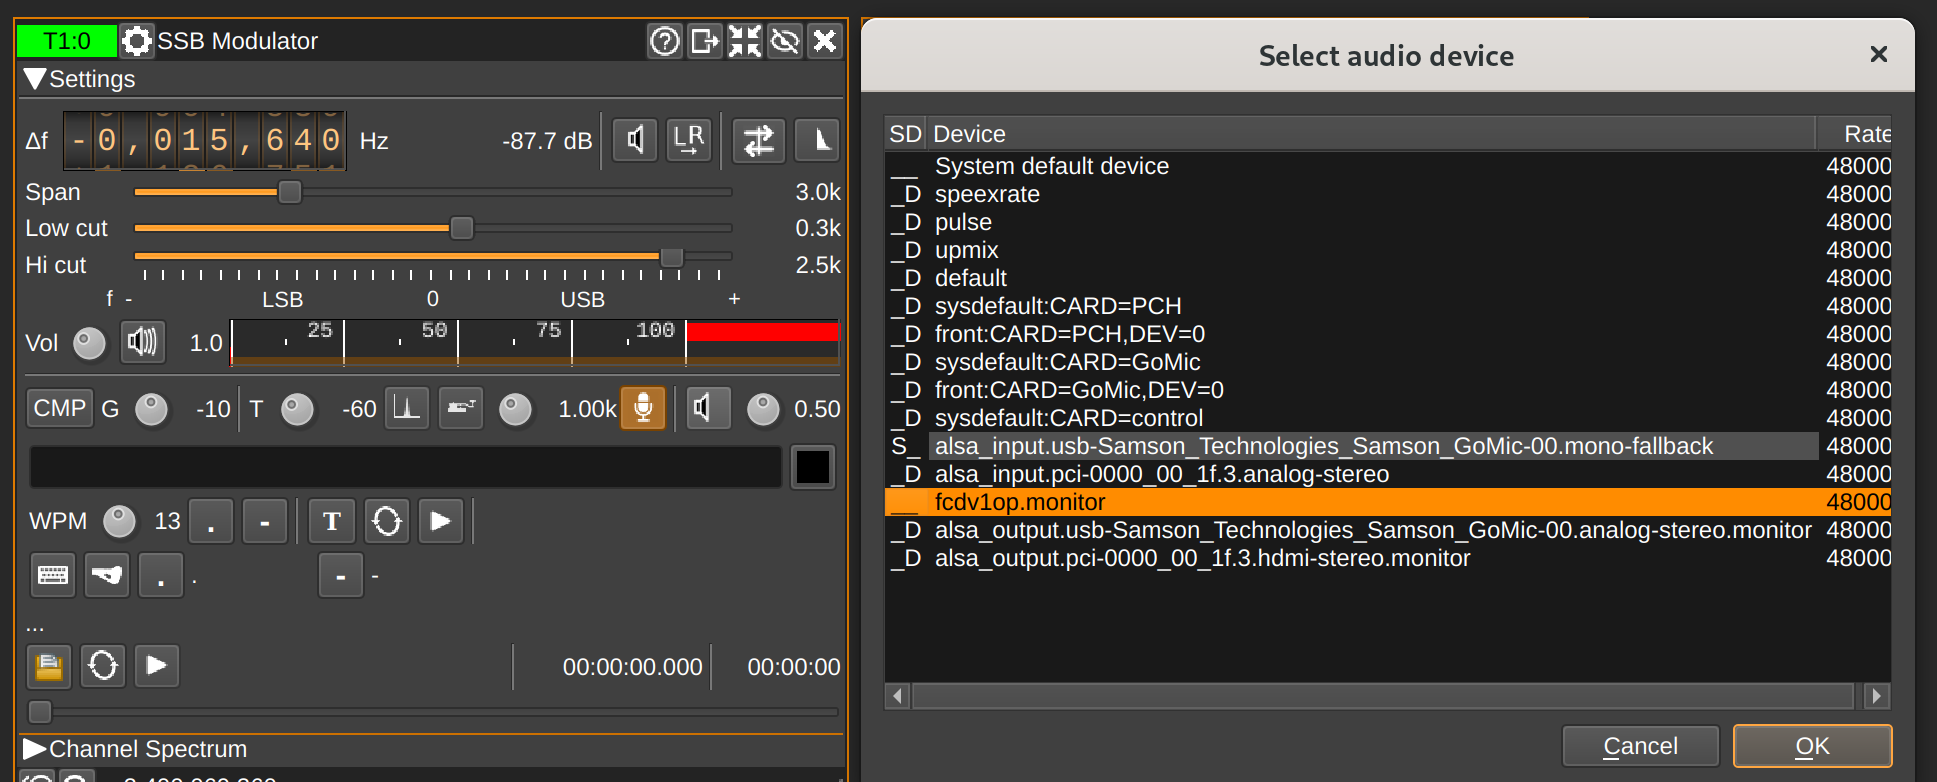 T1:0 SSB Modulator
Settings
Δf -0,015,640 Hz -87.7 dB LR
Span 3.0k
Low cut 0.3k
Hi cut 2.5k
f - LSB 0 USB +
Vol 1.0 25 50 75 100
CMP G -10 T -60 1.00k 0.50
WPM 13 . - T
. . - -
...
00:00:00.000 00:00:00
Channel Spectrum
Select audio device
SD Device Rate
__ System default device 48000
_D speexrate 48000
_D pulse 48000
_D upmix 48000
_D default 48000
_D sysdefault:CARD=PCH 48000
_D front:CARD=PCH,DEV=0 48000
_D sysdefault:CARD=GoMic 48000
_D front:CARD=GoMic,DEV=0 48000
_D sysdefault:CARD=control 48000
S_ alsa_input.usb-Samson_Technologies_Samson_GoMic-00.mono-fallback 48000
_D alsa_input.pci-0000_00_1f.3.analog-stereo 48000
__ fcdv1op.monitor 48000
_D alsa_output.usb-Samson_Technologies_Samson_GoMic-00.analog-stereo.monitor 48000
_D alsa_output.pci-0000_00_1f.3.hdmi-stereo.monitor 48000
Cancel OK